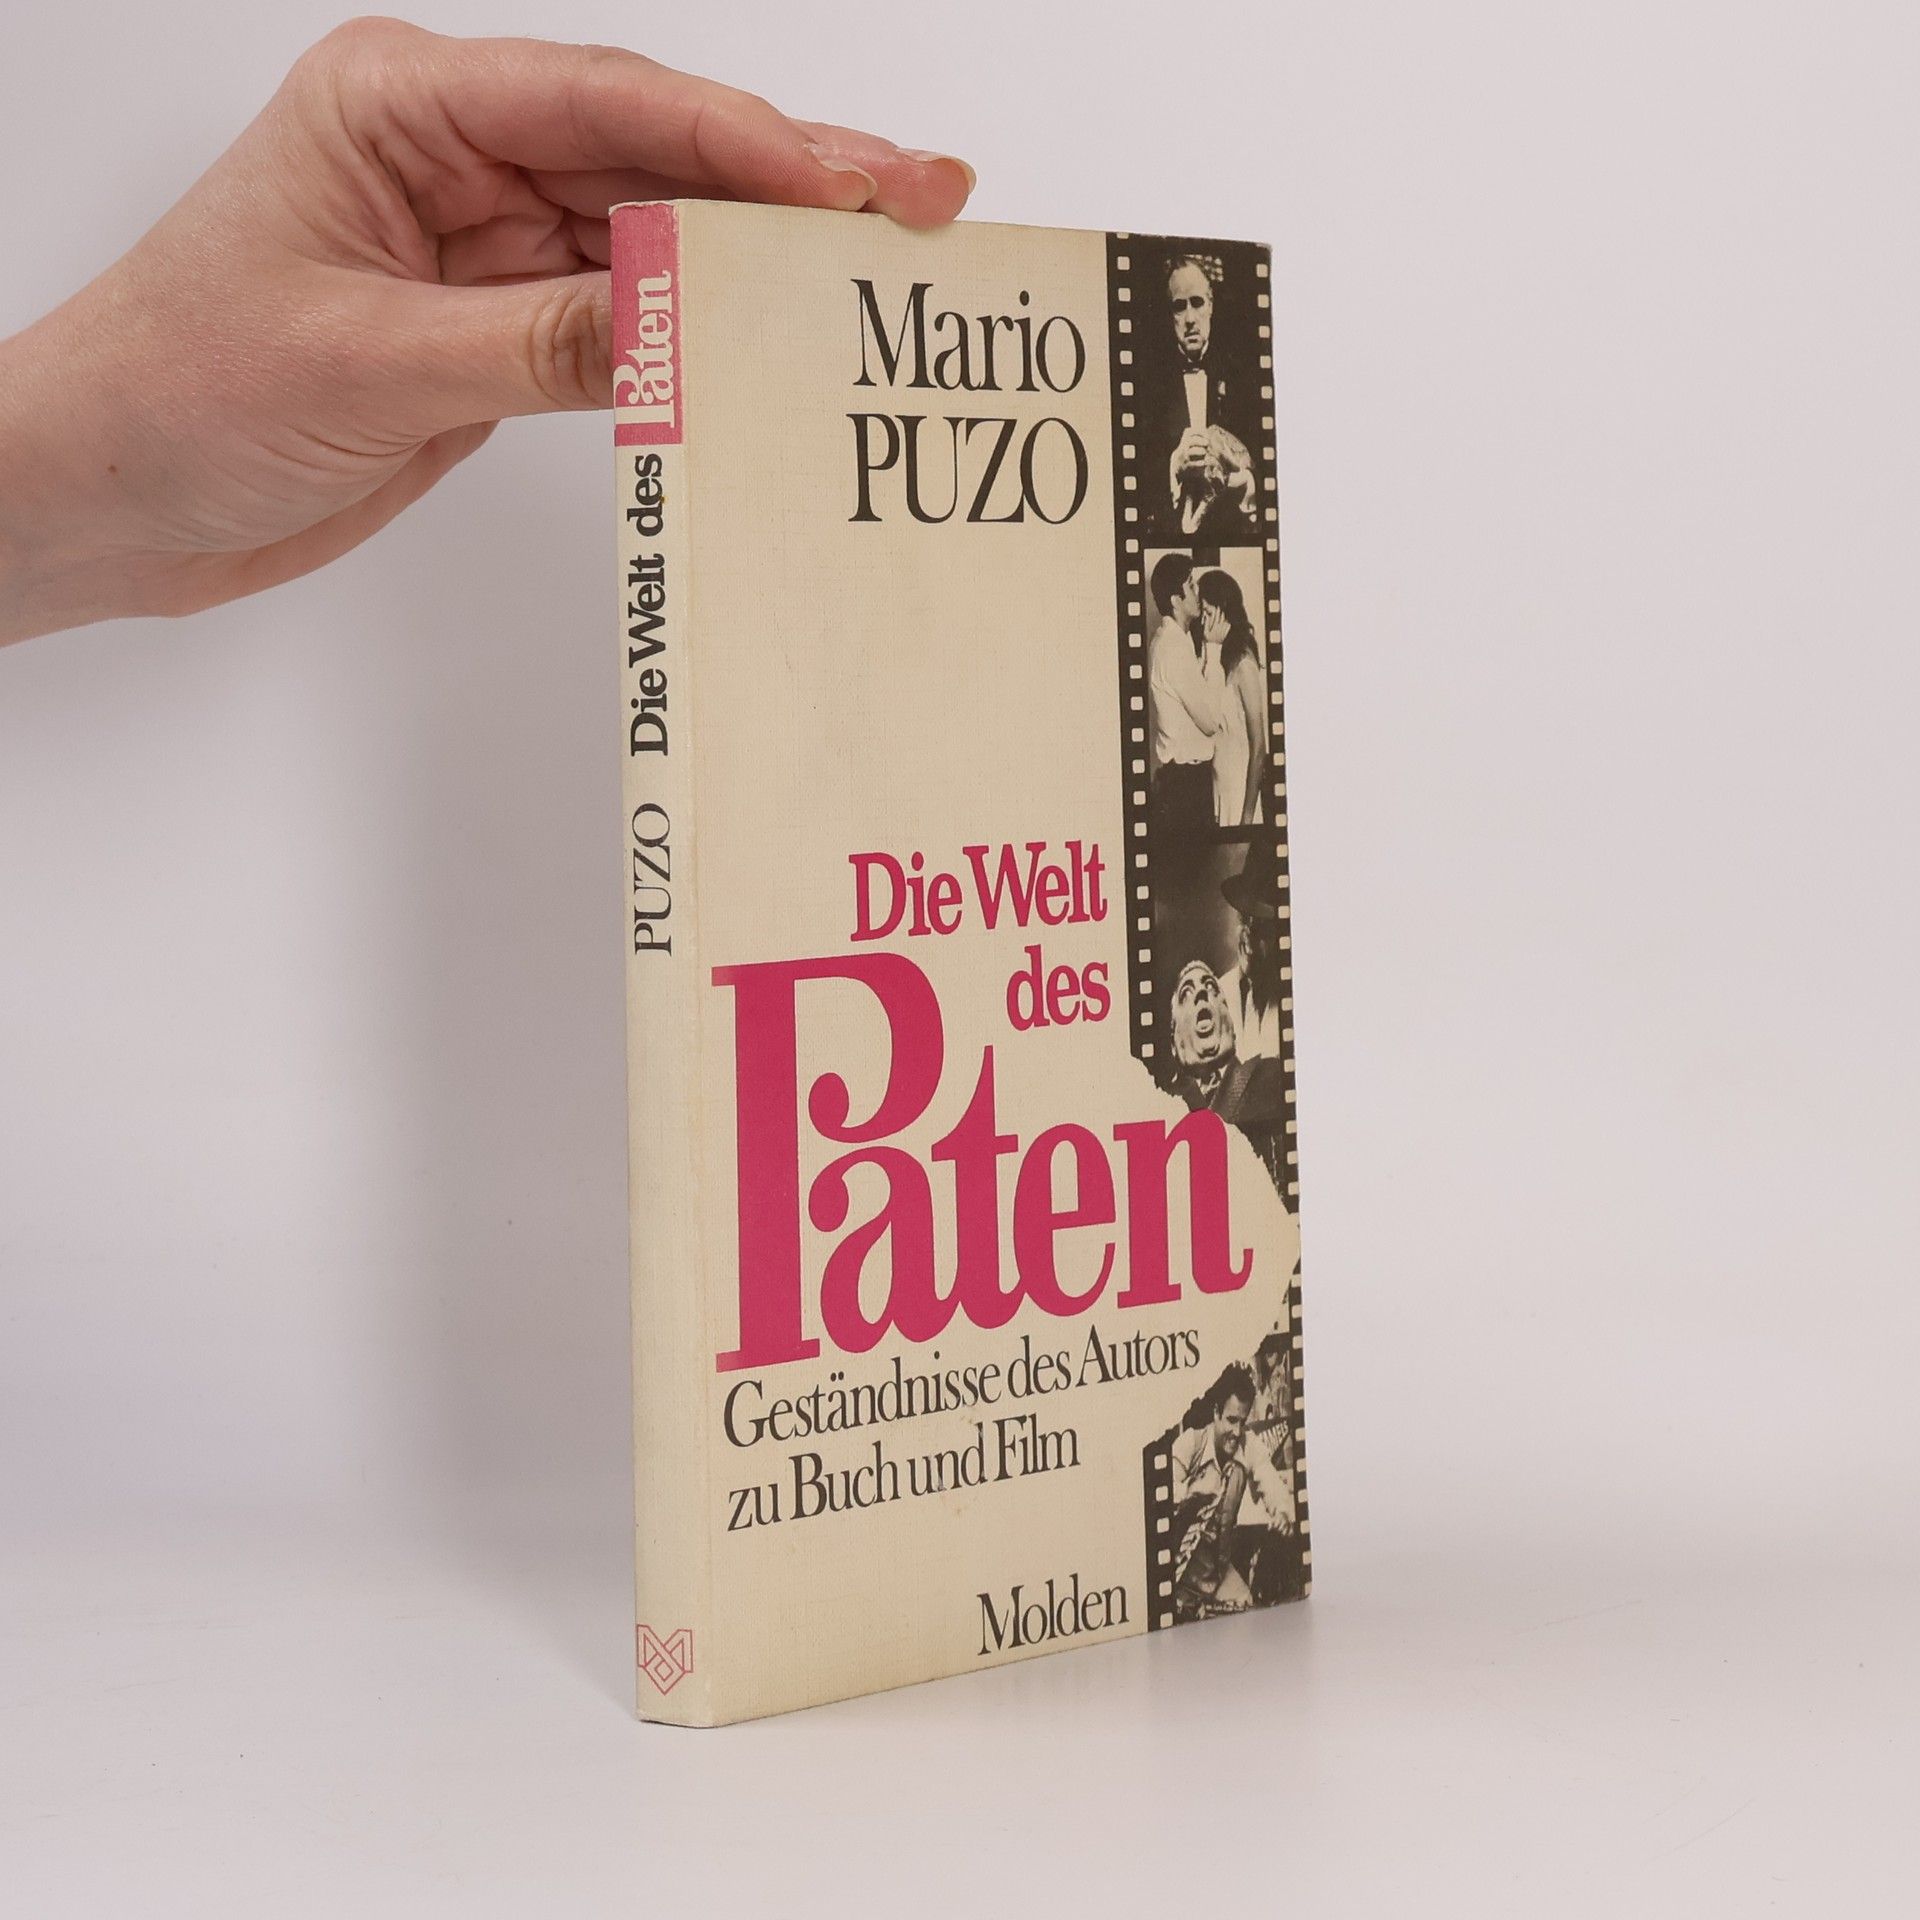 PUZO Die Welt des Paten
Mario
PUZO
Die Welt
des
Paten
Geständnisse des Autors
zu Buch und Film
Molden